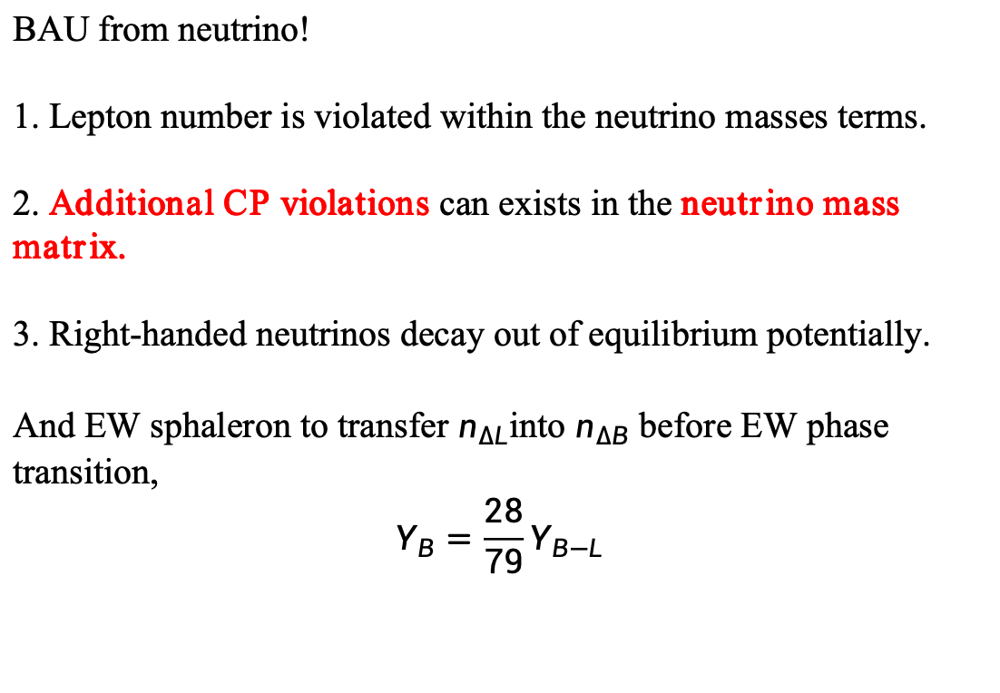 BAU from neutrino!
1. Lepton number is violated within the neutrino masses terms.
2. Additional CP violations can exists in the neutrino mass
matrix.
3. Right-handed neutrinos decay out of equilibrium potentially.
And EW sphaleron to transfer n_{ΔL} into n_{ΔB} before EW phase
transition,
Y_B = \frac{28}{79} Y_{B−L}